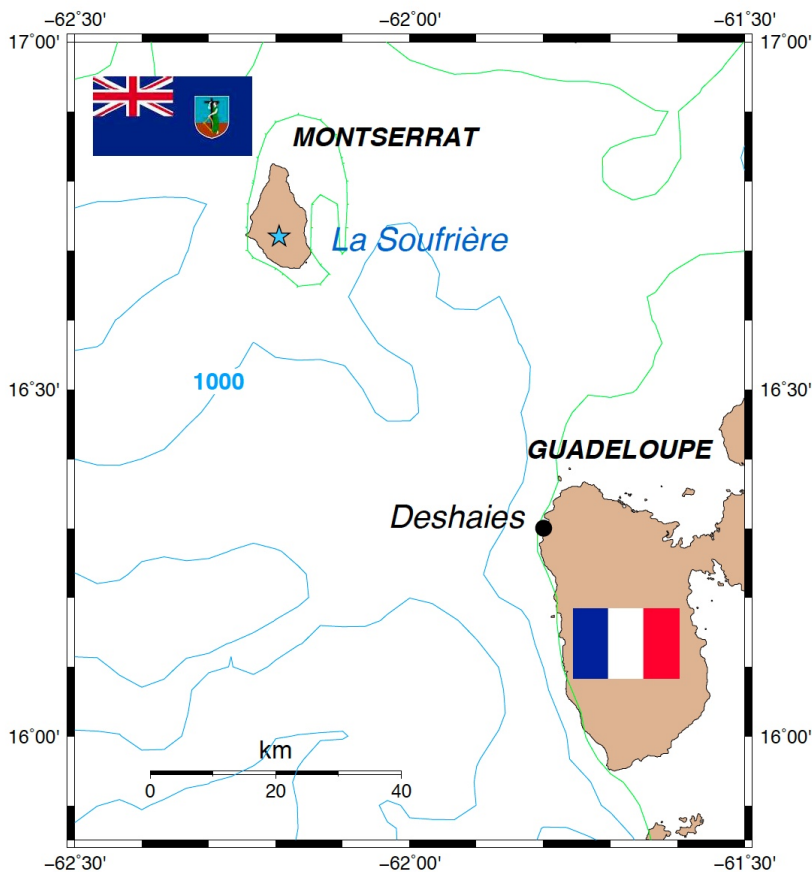 −62˚30' −62˚00' −61˚30'
17˚00' 17˚00'
MONTSERRAT
La Soufrière
16˚30' 16˚30'
1000
GUADELOUPE
Deshaies
16˚00' 16˚00'
km
0 20 40
−62˚30' −62˚00' −61˚30'